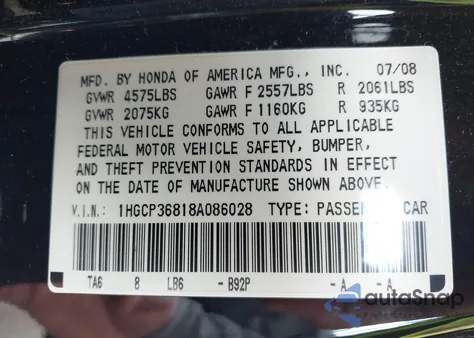 MFD. BY HONDA OF AMERICA MFG., INC. 07/08
GVWR 4575LBS GAWR F 2557LBS R 2061LBS
GVWR 2075KG GAWR F 1160KG R 935KG
THIS VEHICLE CONFORMS TO ALL APPLICABLE
FEDERAL MOTOR VEHICLE SAFETY, BUMPER,
AND THEFT PREVENTION STANDARDS IN EFFECT
ON THE DATE OF MANUFACTURE SHOWN ABOVE.
V.I.N.: 1HGCP36818A086028 TYPE: PASSEN CAR
TA6 8 LB6 - B92P - A - A
autoSnap